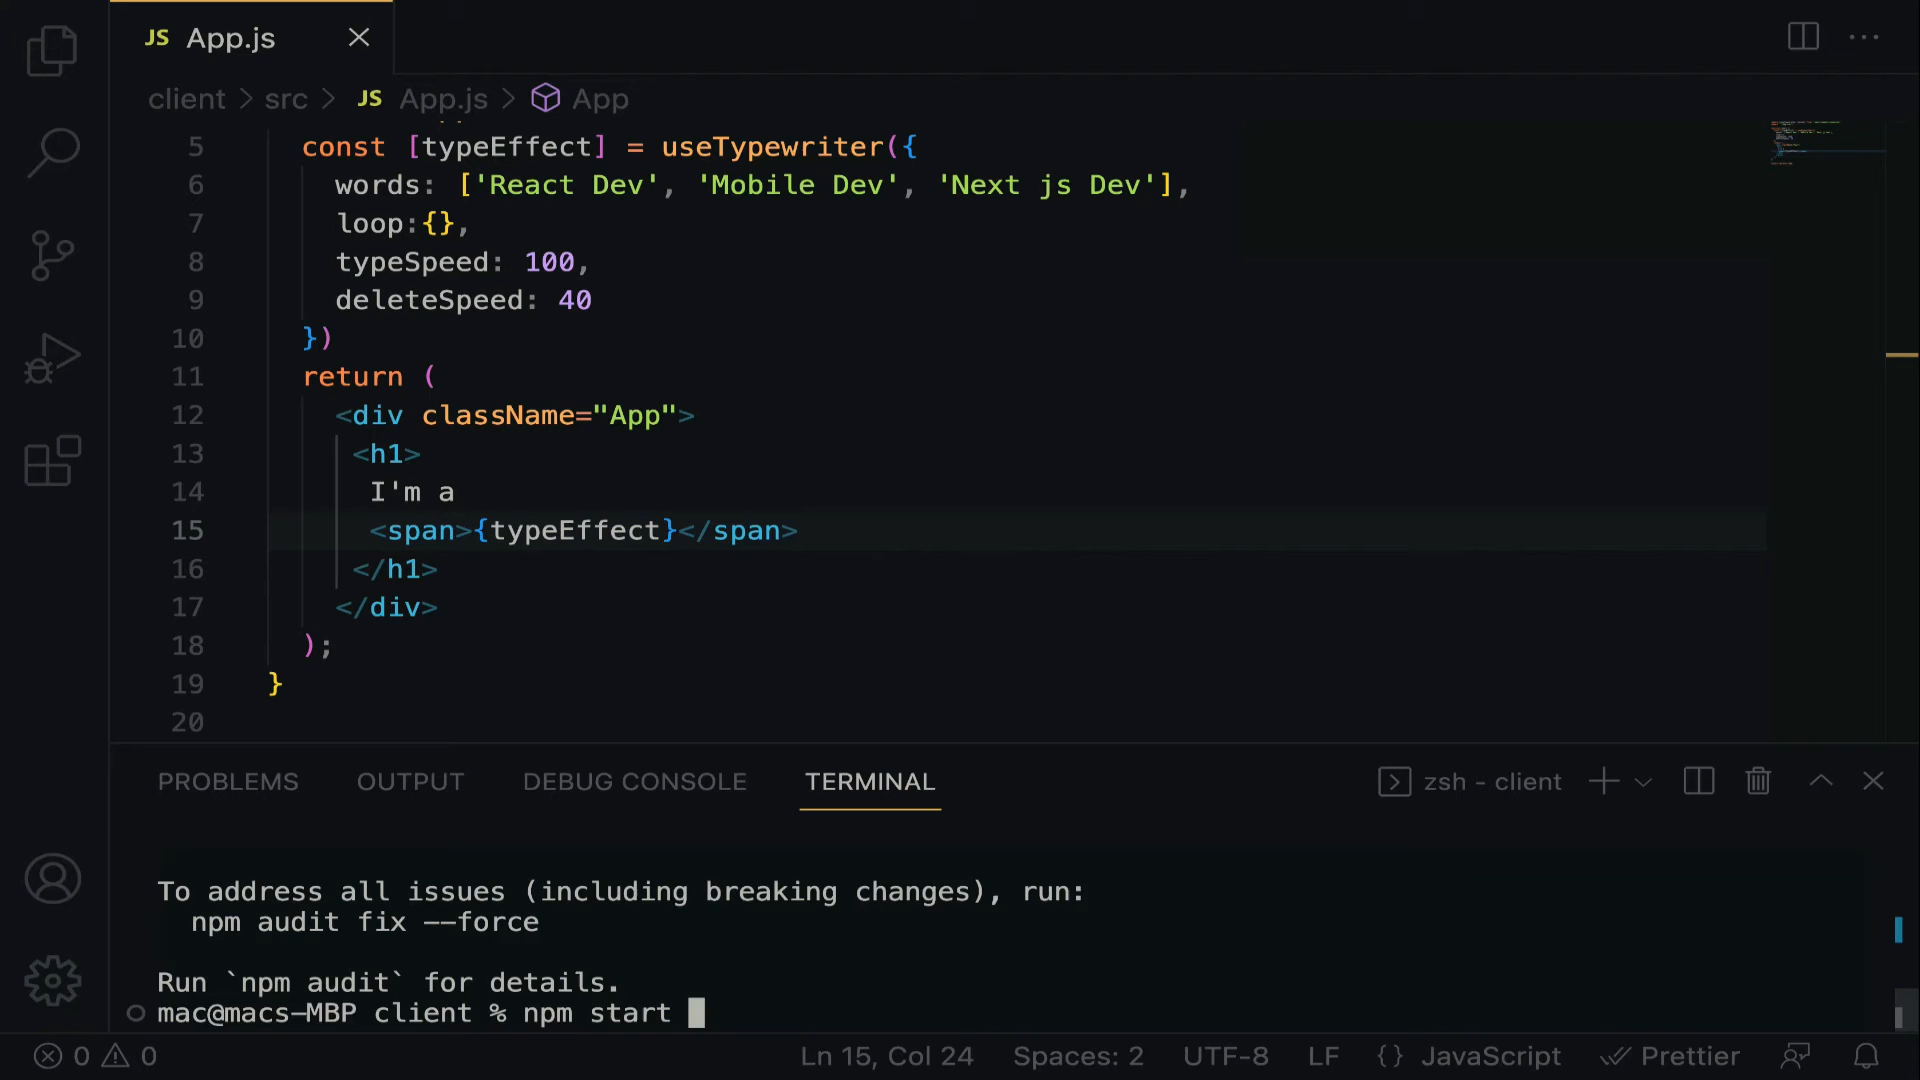 JS App.js
client > src > JS App.js > App
5 const [typeEffect] = useTypewriter({
6 words: ['React Dev', 'Mobile Dev', 'Next js Dev'],
7 loop:{},
8 typeSpeed: 100,
9 deleteSpeed: 40
10 })
11 return (
12 <div className="App">
13 <h1>
14 I'm a
15 <span>{typeEffect}</span>
16 </h1>
17 </div>
18 );
19 }
20
PROBLEMS OUTPUT DEBUG CONSOLE TERMINAL zsh - client
To address all issues (including breaking changes), run:
npm audit fix --force
Run `npm audit` for details.
mac@macs-MBP client % npm start
0 0 Ln 15, Col 24 Spaces: 2 UTF-8 LF {} JavaScript Prettier